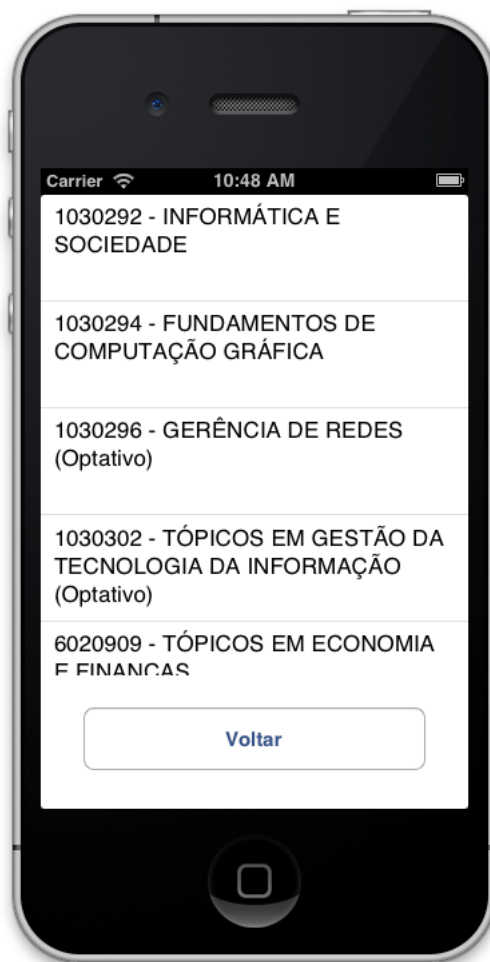 Carrier 10:48 AM
1030292 - INFORMÁTICA E
SOCIEDADE
1030294 - FUNDAMENTOS DE
COMPUTAÇÃO GRÁFICA
1030296 - GERÊNCIA DE REDES
(Optativo)
1030302 - TÓPICOS EM GESTÃO DA
TECNOLOGIA DA INFORMAÇÃO
(Optativo)
6020909 - TÓPICOS EM ECONOMIA
E FINANÇAS
Voltar